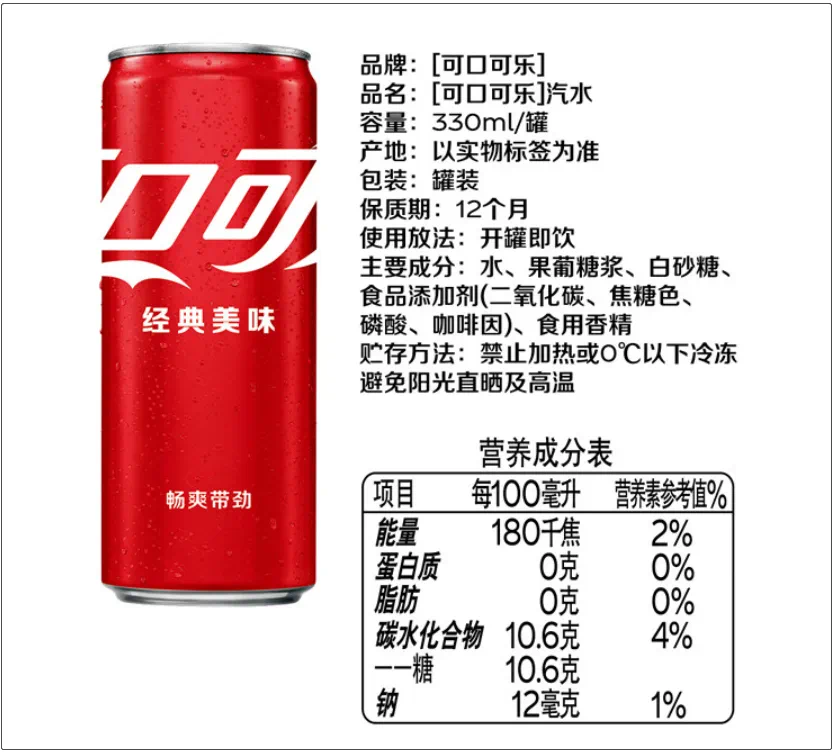 口可
经典美味
畅爽带劲
品牌：[可口可乐]
品名：[可口可乐]汽水
容量：330ml/罐
产地：以实物标签为准
包装：罐装
保质期：12个月
使用放法：开罐即饮
主要成分：水、果葡糖浆、白砂糖、
食品添加剂(二氧化碳、焦糖色、
磷酸、咖啡因)、食用香精
贮存方法：禁止加热或0℃以下冷冻
避免阳光直晒及高温
营养成分表
项目 每100毫升 营养素参考值%
能量 180千焦 2%
蛋白质 0克 0%
脂肪 0克 0%
碳水化合物 10.6克 4%
——糖 10.6克
钠 12毫克 1%